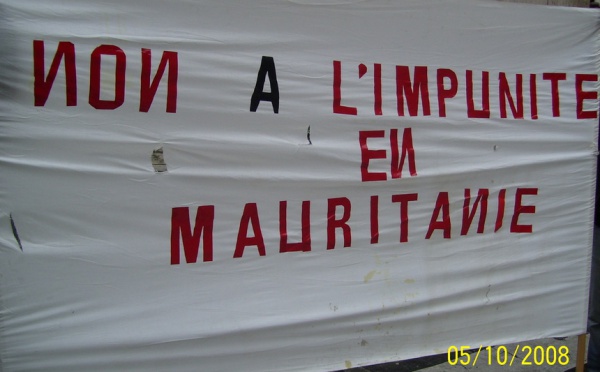 NON A L'IMPUNITE
EN
MAURITANIE
05/10/2008